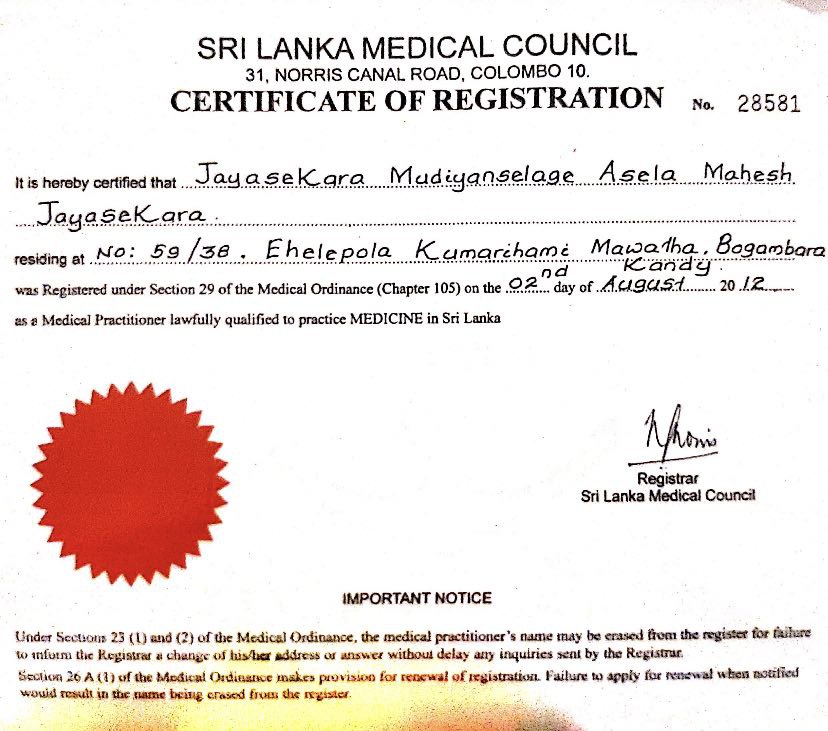 SRI LANKA MEDICAL COUNCIL
31, NORRIS CANAL ROAD, COLOMBO 10.
CERTIFICATE OF REGISTRATION No. 28581
It is hereby certified that Jayasekara Mudiyanselage Asela Mahesh
Jayasekara.
residing at No: 59/38. Ehelepola Kumarihami Mawatha, Bogambara
Kandy.
was Registered under Section 29 of the Medical Ordinance (Chapter 105) on the 02nd day of August 2012
as a Medical Practitioner lawfully qualified to practice MEDICINE in Sri Lanka
Registrar
Sri Lanka Medical Council
IMPORTANT NOTICE
Under Sections 23 (1) and (2) of the Medical Ordinance, the medical practitioner's name may be erased from the register for failure
to inform the Registrar a change of his/her address or answer without delay any inquiries sent by the Registrar.
Section 26 A (1) of the Medical Ordinance makes provision for renewal of registration. Failure to apply for renewal when notified
would result in the name being erased from the register.